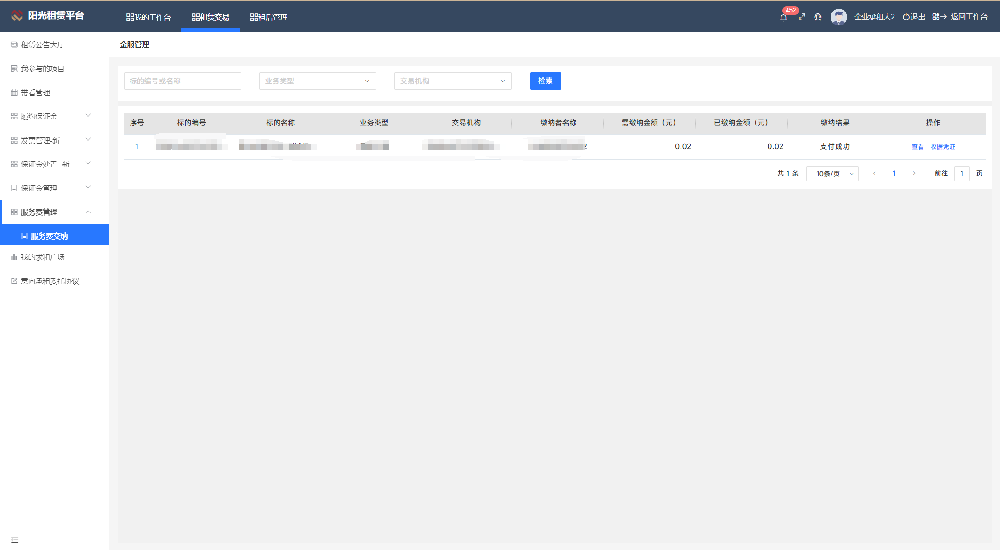 阳光租赁平台
我的工作台 租赁交易 租后管理
452
企业承租人2 退出 返回工作台
租赁公告大厅
我参与的项目
带看管理
履约保证金
发票管理-新
保证金处置--新
保证金管理
服务费管理
服务费交纳
我的求租广场
意向承租委托协议
金服管理
标的编号或名称 业务类型 交易机构 检索
序号 标的编号 标的名称 业务类型 交易机构 缴纳者名称 需缴纳金额（元） 已缴纳金额（元） 缴纳结果 操作
1 2 0.02 0.02 支付成功 查看 收据凭证
共 1 条 10条/页 1 前往 1 页